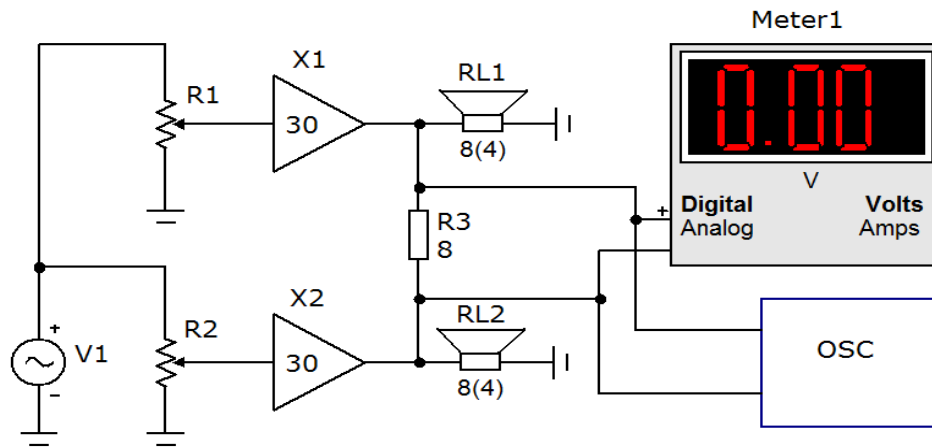 Meter1
X1
RL1
R1
30
0.00
8(4)
V
+
Digital
Volts
Analog
Amps
R3
8
X2
RL2
+
R2
V1
30
OSC
8(4)
−